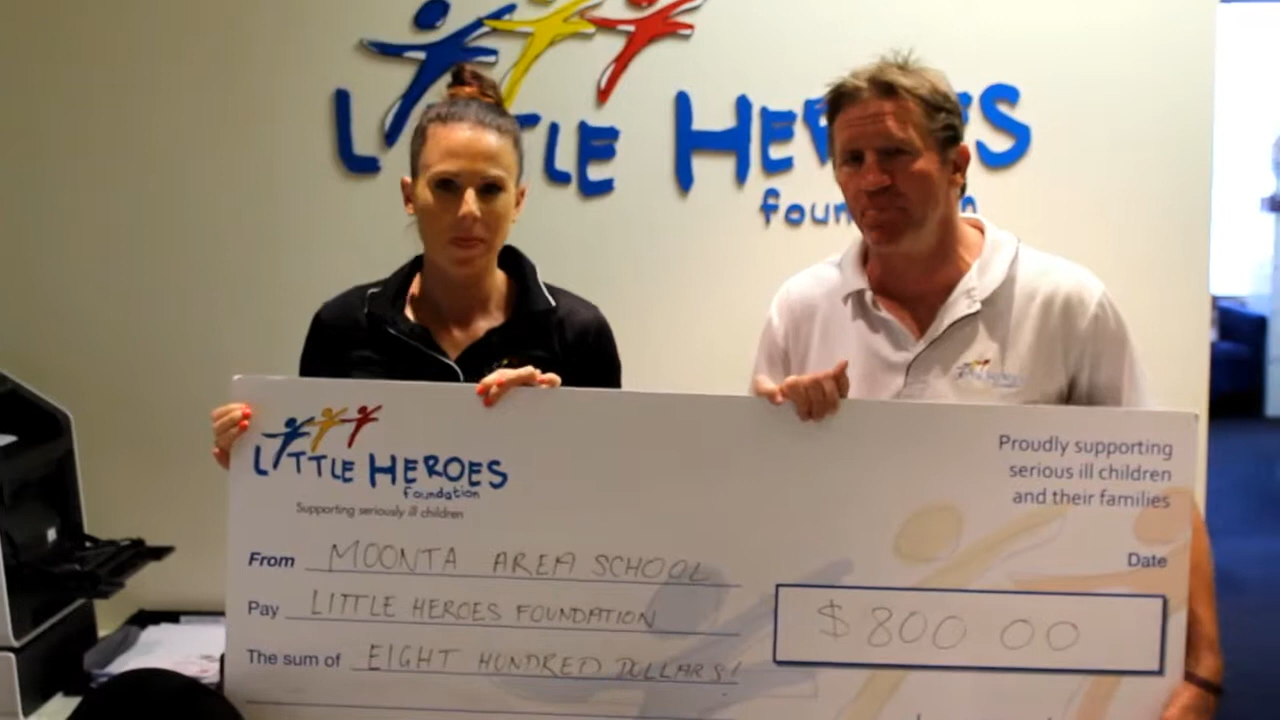 LITTLE HEROES
foundation
LITTLE HEROES
foundation
Supporting seriously ill children
Proudly supporting
serious ill children
and their families
From MOONTA AREA SCHOOL
Date
Pay LITTLE HEROES FOUNDATION
$800 00
The sum of EIGHT HUNDRED DOLLARS!